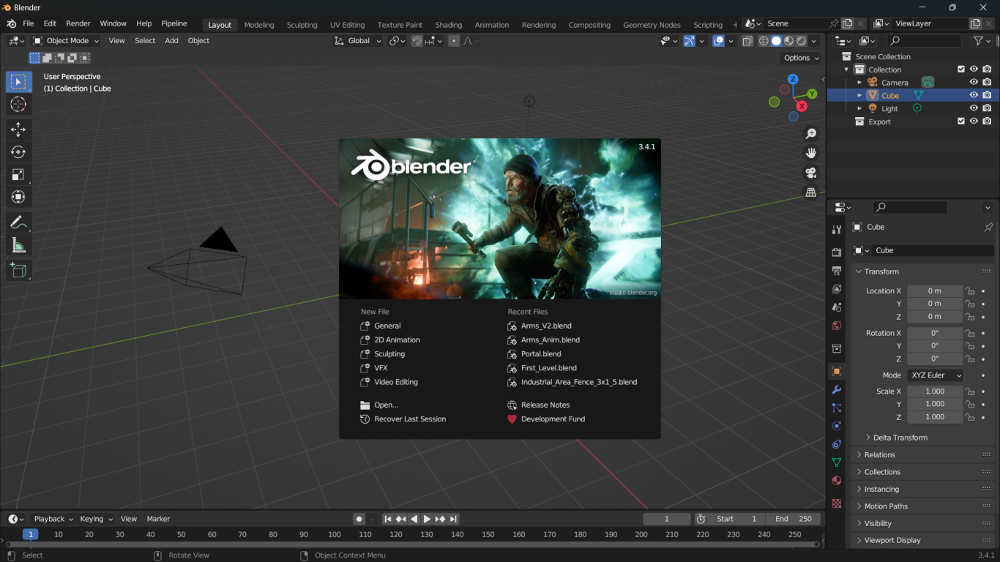 Blender
File Edit Render Window Help Pipeline Layout Modeling Sculpting UV Editing Texture Paint Shading Animation Rendering Compositing Geometry Nodes Scripting + Scene ViewLayer
Object Mode View Select Add Object Global
Options
User Perspective
(1) Collection | Cube
Z
Y
X
Scene Collection
Collection
Camera
Cube
Light
Export
blender
3.4.1
studio.blender.org
New File
General
2D Animation
Sculpting
VFX
Video Editing
Open...
Recover Last Session
Recent Files
Arms_V2.blend
Arms_Anim.blend
Portal.blend
First_Level.blend
Industrial_Area_Fence_3x1_5.blend
Release Notes
Development Fund
Cube
Cube
Transform
Location X 0 m
Y 0 m
Z 0 m
Rotation X 0°
Y 0°
Z 0°
Mode XYZ Euler
Scale X 1.000
Y 1.000
Z 1.000
Delta Transform
Relations
Collections
Instancing
Motion Paths
Visibility
Viewport Display
Playback Keying View Marker 1 Start 1 End 250
1 10 20 30 40 50 60 70 80 90 100 110 120 130 140 150 160 170 180 190 200 210 220 230 240 250
Select Rotate View Object Context Menu 3.4.1